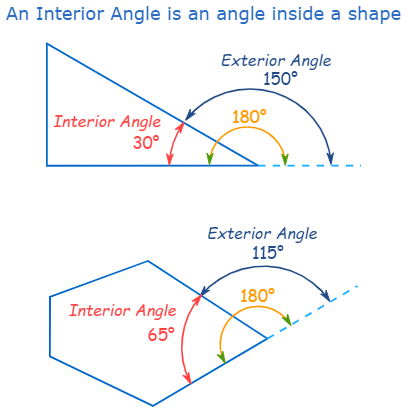 An Interior Angle is an angle inside a shape
Exterior Angle
150°
Interior Angle
30°
180°
Exterior Angle
115°
Interior Angle
65°
180°